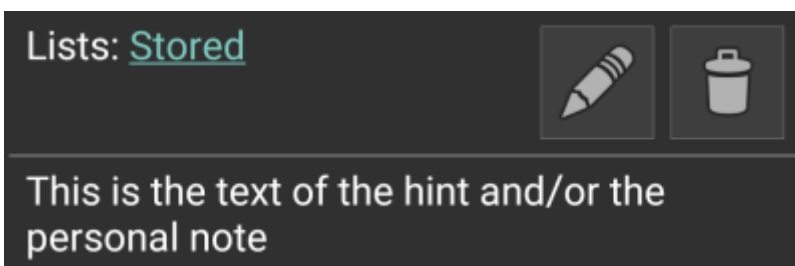 Lists: Stored
This is the text of the hint and/or the
personal note